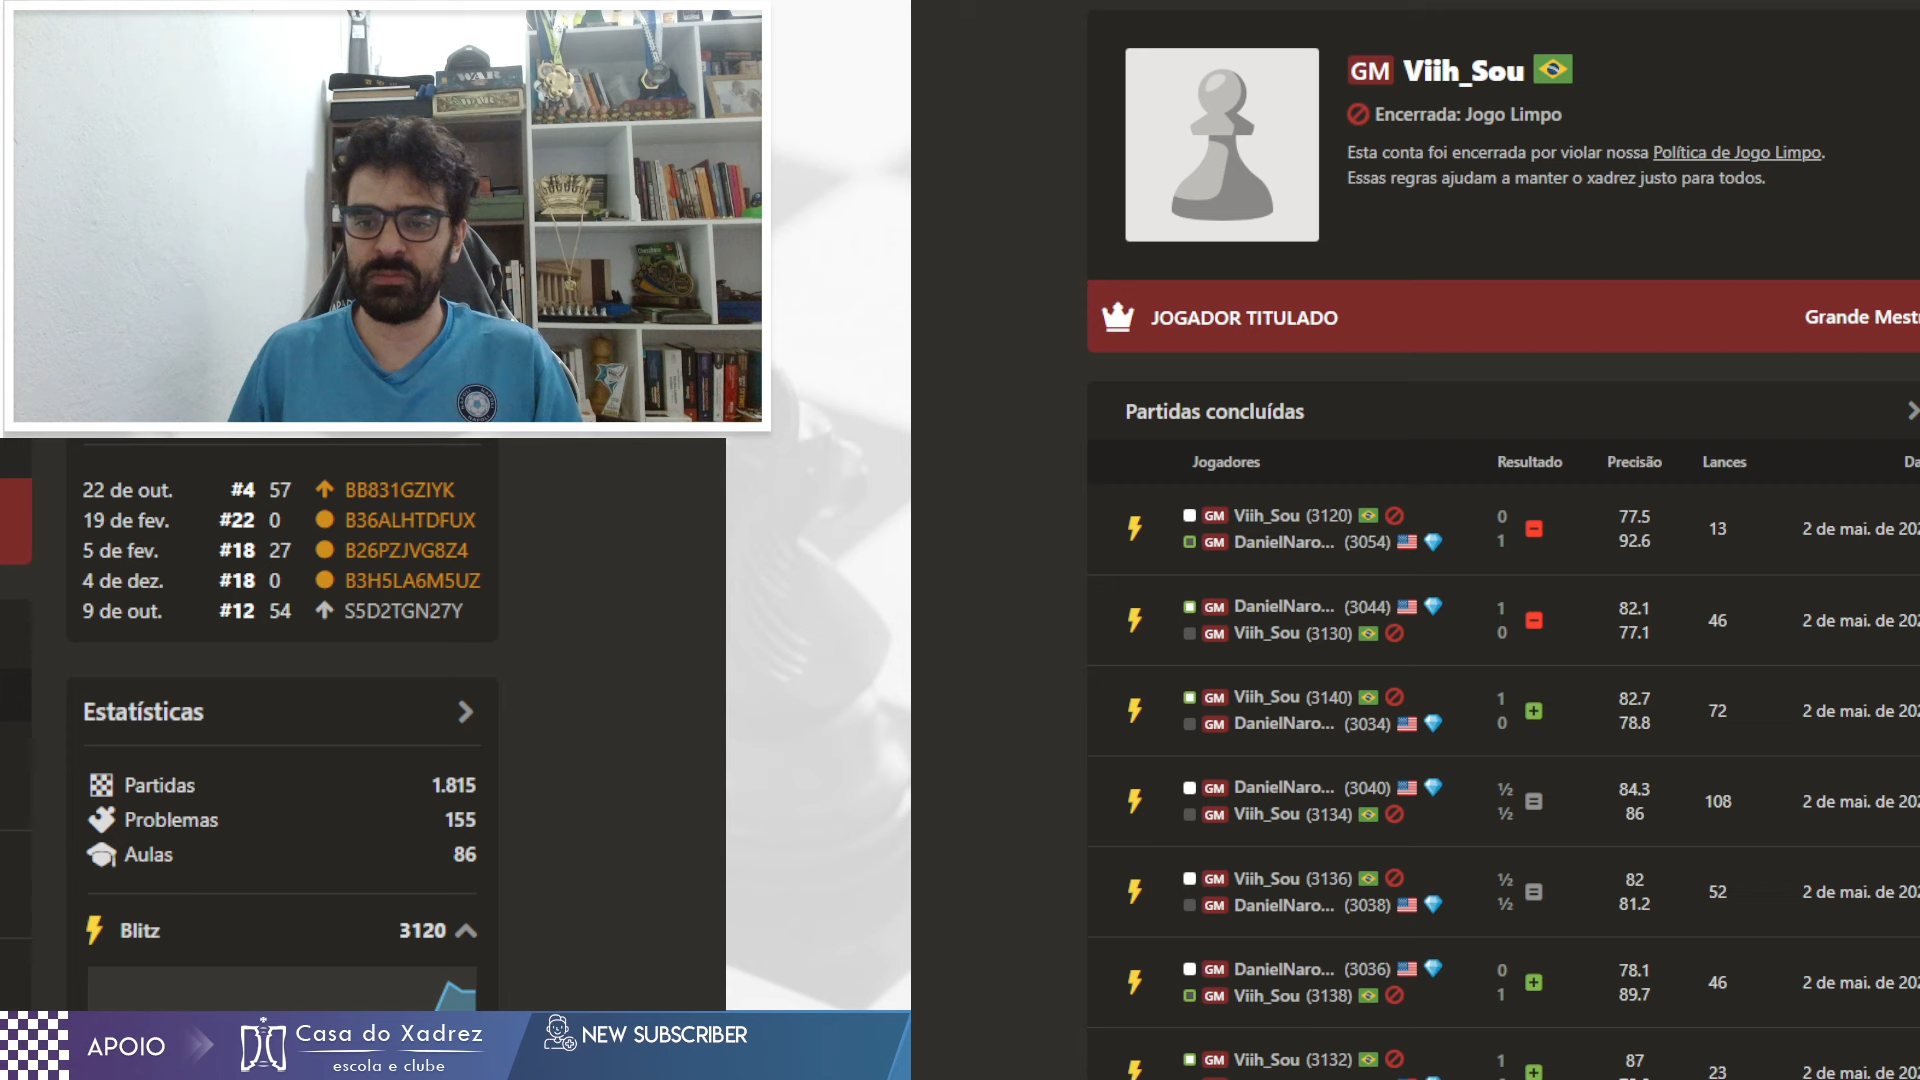 WAR
22 de out. #4 57 BB831GZIYK
19 de fev. #22 0 B36ALHTDFUX
5 de fev. #18 27 B26PZJVG8Z4
4 de dez. #18 0 B3H5LA6M5UZ
9 de out. #12 54 S5D2TGN27Y
Estatísticas
Partidas 1.815
Problemas 155
Aulas 86
Blitz 3120
APOIO
Casa do Xadrez
escola e clube
NEW SUBSCRIBER
GM Viih_Sou
Encerrada: Jogo Limpo
Esta conta foi encerrada por violar nossa Política de Jogo Limpo.
Essas regras ajudam a manter o xadrez justo para todos.
JOGADOR TITULADO Grande Mest
Partidas concluídas
Jogadores Resultado Precisão Lances Da
GM Viih_Sou (3120) 0 77.5
GM DanielNaro... (3054) 1 92.6
13 2 de mai. de 202
GM DanielNaro... (3044) 1 82.1
GM Viih_Sou (3130) 0 77.1
46 2 de mai. de 202
GM Viih_Sou (3140) 1 82.7
GM DanielNaro... (3034) 0 78.8
72 2 de mai. de 202
GM DanielNaro... (3040) ½ 84.3
GM Viih_Sou (3134) ½ 86
108 2 de mai. de 202
GM Viih_Sou (3136) ½ 82
GM DanielNaro... (3038) ½ 81.2
52 2 de mai. de 202
GM DanielNaro... (3036) 0 78.1
GM Viih_Sou (3138) 1 89.7
46 2 de mai. de 202
GM Viih_Sou (3132) 1 87
23 2 de mai. de 202